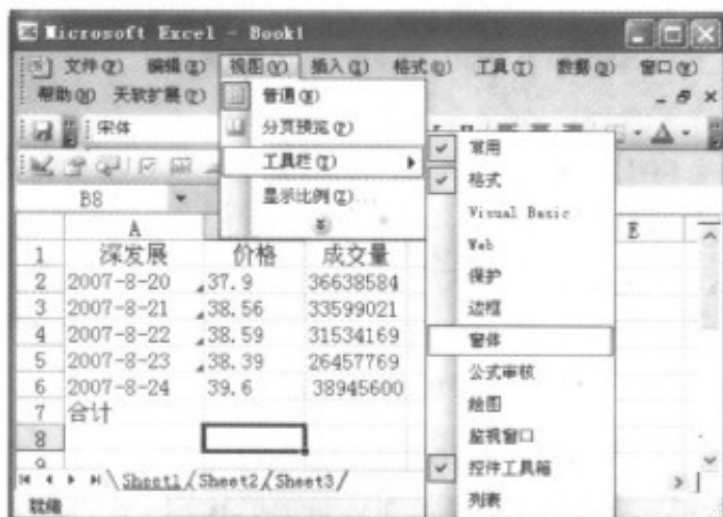 Microsoft Excel - Book1
文件(F) 编辑(E) 视图(V) 插入(I) 格式(O) 工具(T) 数据(D) 窗口(W)
帮助(H) 天软扩展(T)
宋体
普通(N)
分页预览(P)
工具栏(T)
显示比例(Z)...
常用
格式
Visual Basic
Web
保护
边框
窗体
公式审核
绘图
监视窗口
控件工具箱
列表
B8
A E
1 深发展 价格 成交量
2 2007-8-20 37.9 36638584
3 2007-8-21 38.56 33599021
4 2007-8-22 38.59 31534169
5 2007-8-23 38.39 26457769
6 2007-8-24 39.6 38945600
7 合计
8
9
Sheet1 Sheet2 Sheet3
就绪